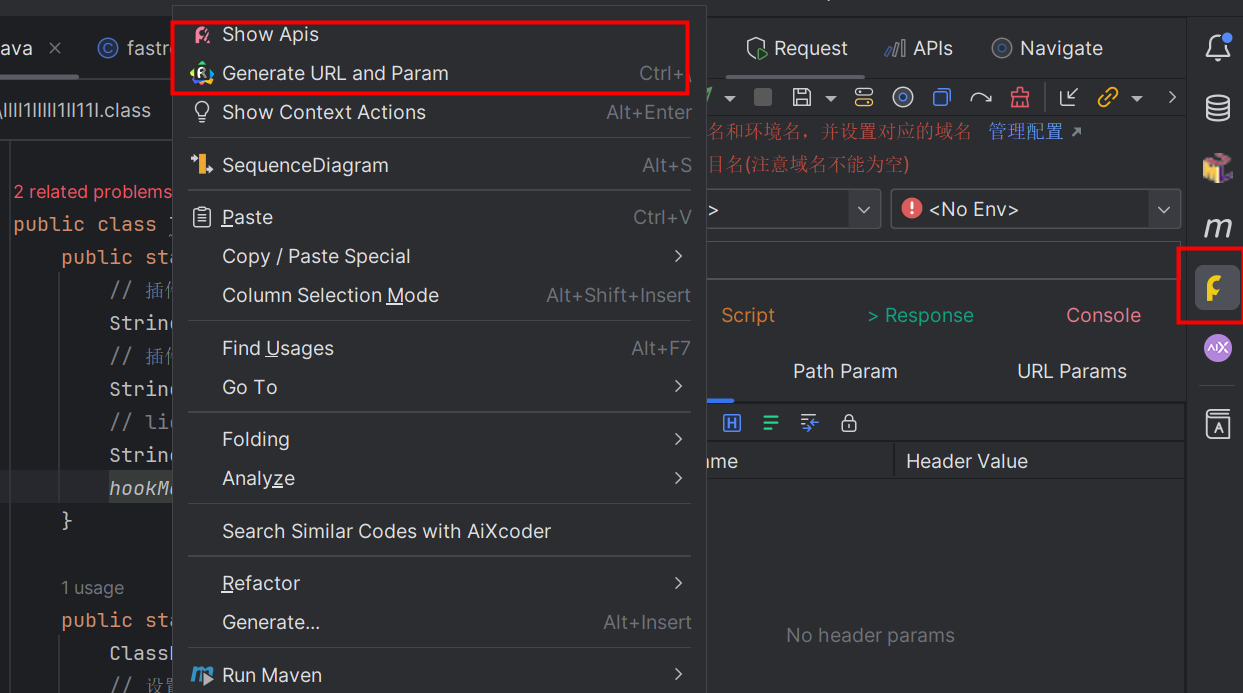 Show Apis
Generate URL and Param Ctrl+
Show Context Actions Alt+Enter
SequenceDiagram Alt+S
Paste Ctrl+V
Copy / Paste Special
Column Selection Mode Alt+Shift+Insert
Find Usages Alt+F7
Go To
Folding
Analyze
Search Similar Codes with AiXcoder
Refactor
Generate... Alt+Insert
Run Maven
ava
fastr
.class
2 related problems
public class
public sta
// 插
String
// 插
String
// lic
String
hookM
}
1 usage
public sta
Class
// 设
Request APIs Navigate
名和环境名，并设置对应的域名 管理配置
目名(注意域名不能为空)
> <No Env>
Script > Response Console
Path Param URL Params
ame Header Value
No header params
m
F
AIX
A
H